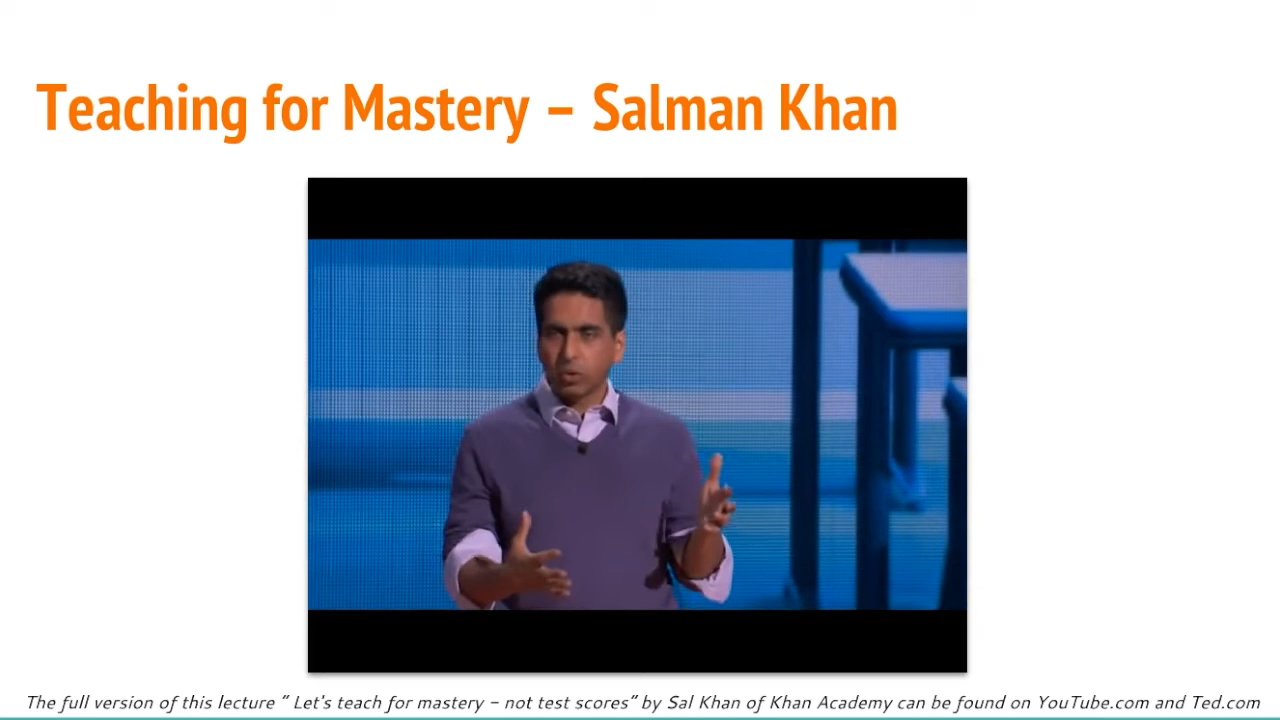 Teaching for Mastery – Salman Khan
The full version of this lecture “ Let's teach for mastery – not test scores” by Sal Khan of Khan Academy can be found on YouTube.com and Ted.com